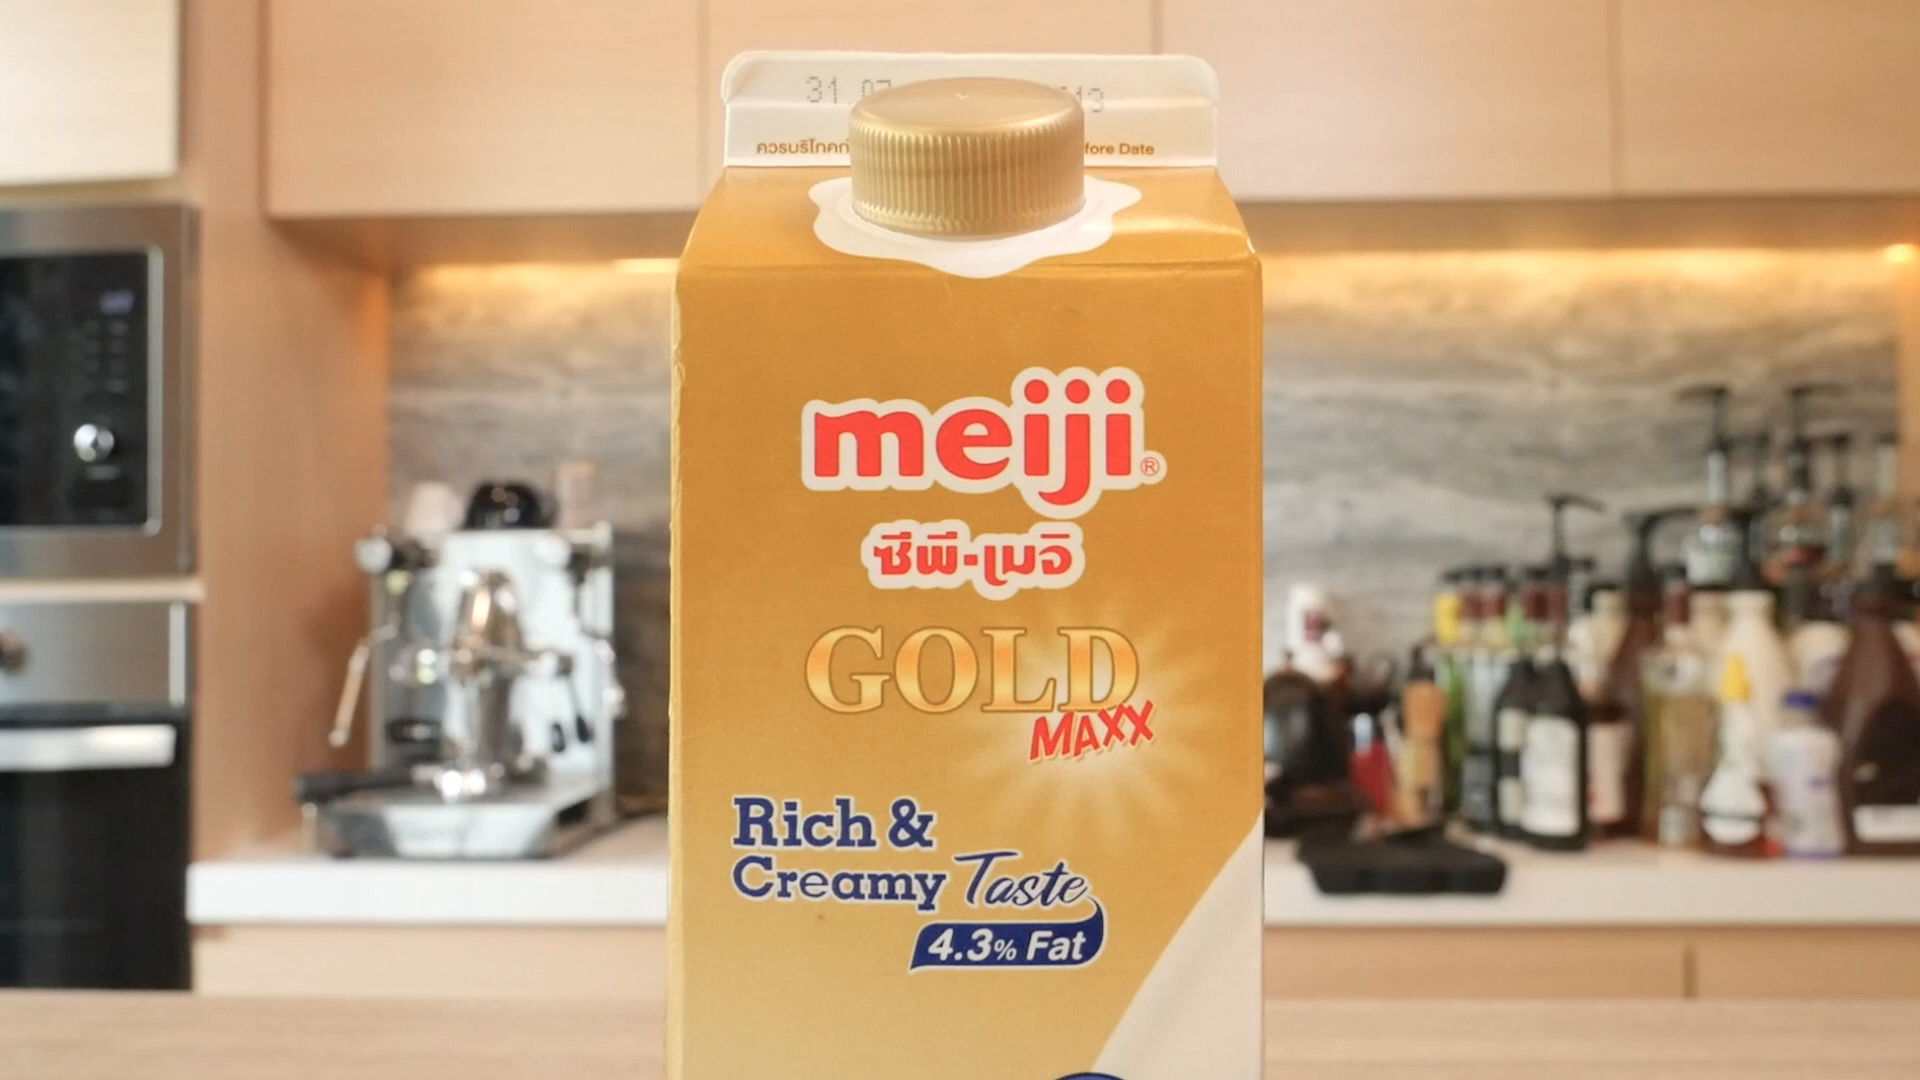 31.07
13
ควรบริโภคก่
fore Date
meiji®
ซีพี-เมจิ
GOLD
MAXX
Rich &
Creamy Taste
4.3% Fat